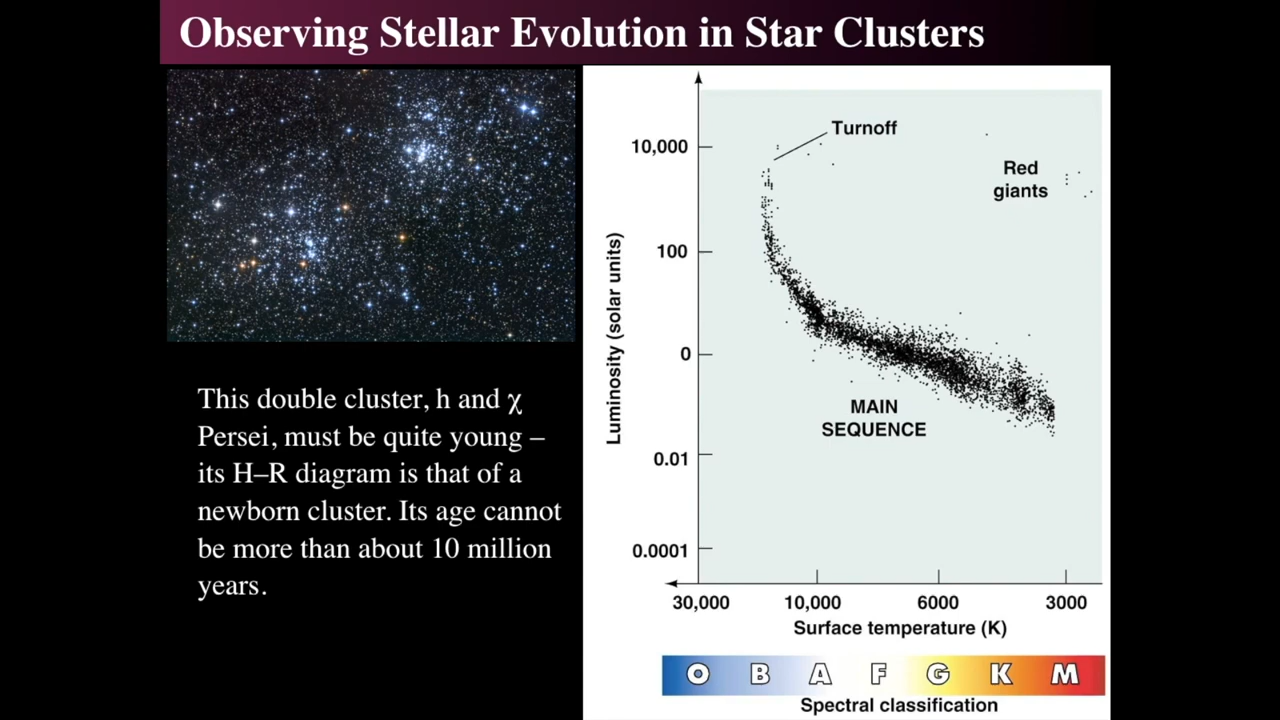 Observing Stellar Evolution in Star Clusters
This double cluster, h and χ
Persei, must be quite young –
its H–R diagram is that of a
newborn cluster. Its age cannot
be more than about 10 million
years.
Turnoff
Red
giants
MAIN
SEQUENCE
Luminosity (solar units)
10,000
100
0
0.01
0.0001
30,000 10,000 6000 3000
Surface temperature (K)
O B A F G K M
Spectral classification